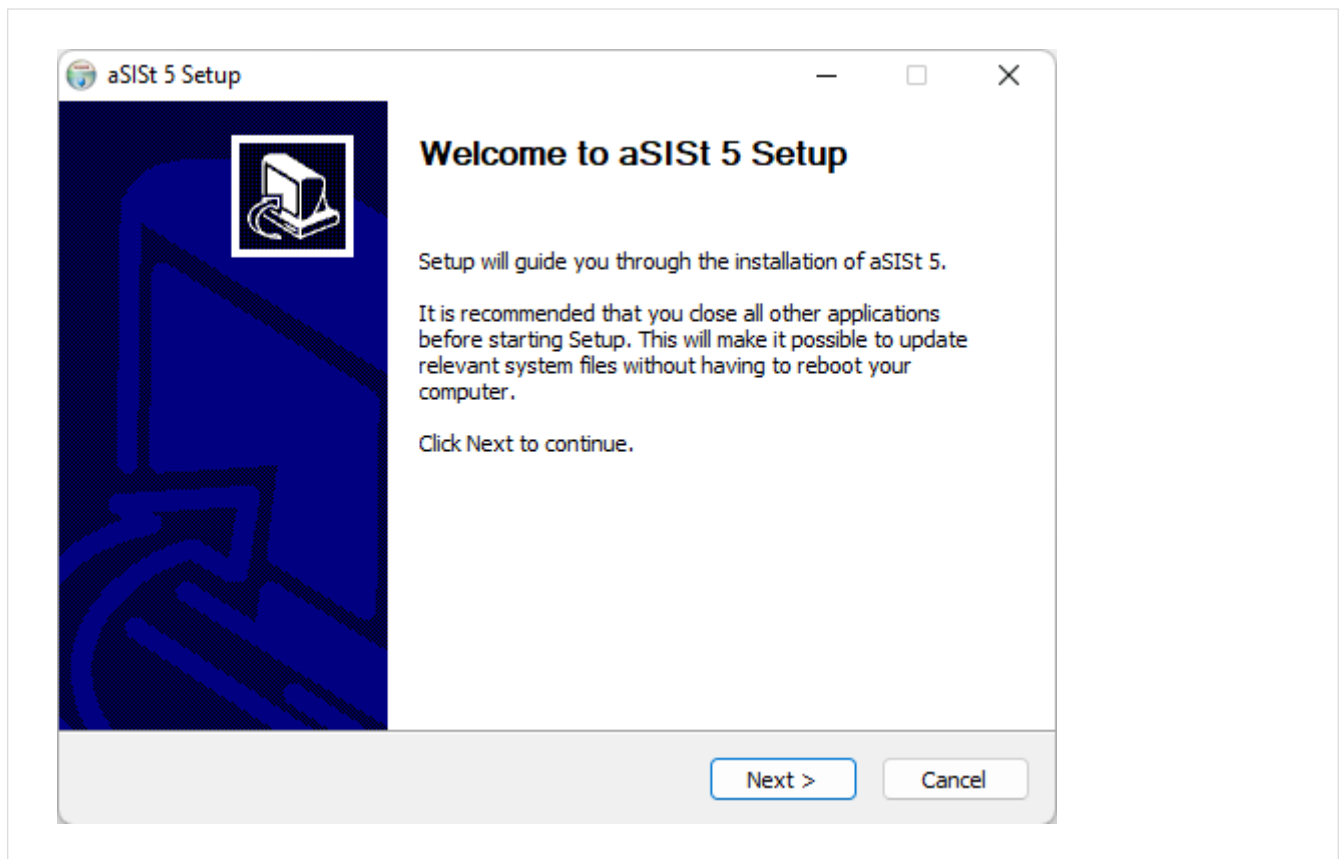 aSISt 5 Setup
Welcome to aSISt 5 Setup
Setup will guide you through the installation of aSISt 5.
It is recommended that you close all other applications
before starting Setup. This will make it possible to update
relevant system files without having to reboot your
computer.
Click Next to continue.
Next >
Cancel